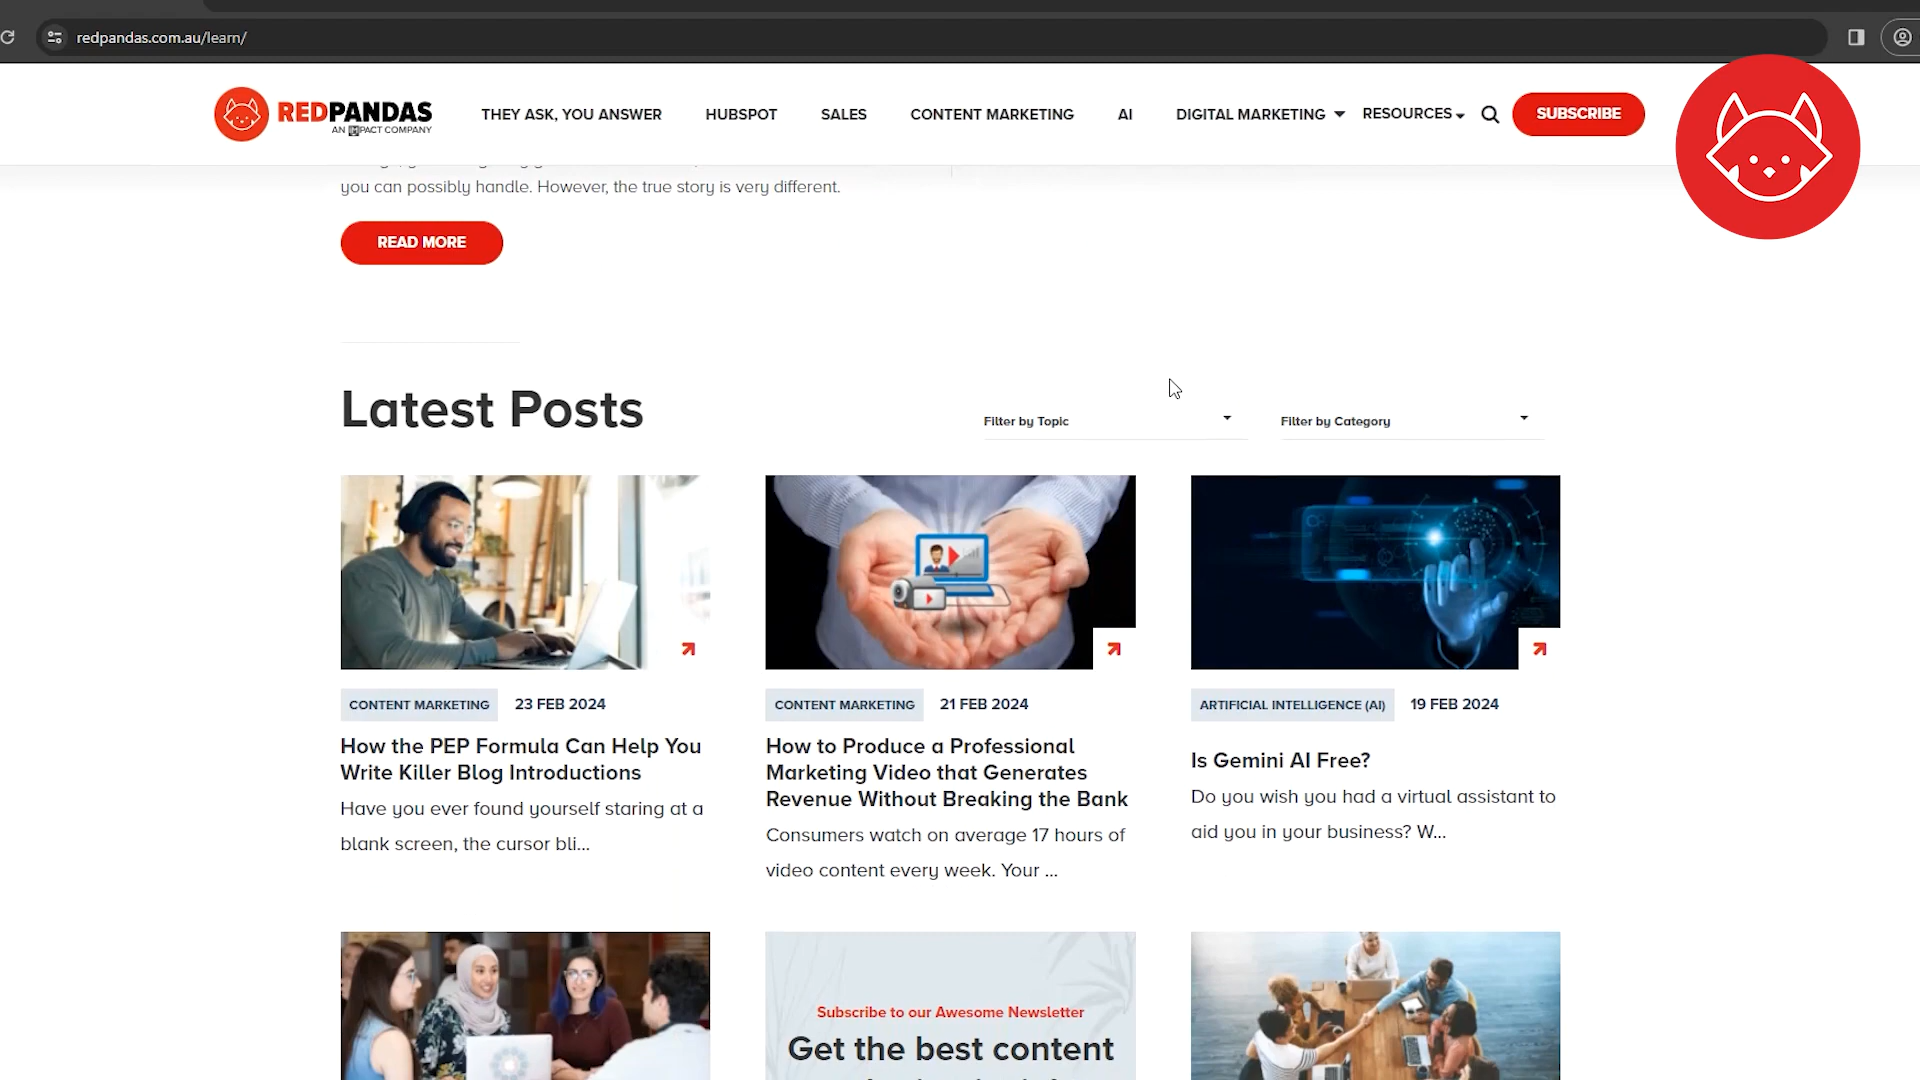 redpandas.com.au/learn/
REDPANDAS
AN IMPACT COMPANY
THEY ASK, YOU ANSWER
HUBSPOT
SALES
CONTENT MARKETING
AI
DIGITAL MARKETING
RESOURCES
SUBSCRIBE
you can possibly handle. However, the true story is very different.
READ MORE
Latest Posts
Filter by Topic
Filter by Category
CONTENT MARKETING
23 FEB 2024
How the PEP Formula Can Help You
Write Killer Blog Introductions
Have you ever found yourself staring at a
blank screen, the cursor bli...
CONTENT MARKETING
21 FEB 2024
How to Produce a Professional
Marketing Video that Generates
Revenue Without Breaking the Bank
Consumers watch on average 17 hours of
video content every week. Your ...
ARTIFICIAL INTELLIGENCE (AI)
19 FEB 2024
Is Gemini AI Free?
Do you wish you had a virtual assistant to
aid you in your business? W...
Subscribe to our Awesome Newsletter
Get the best content